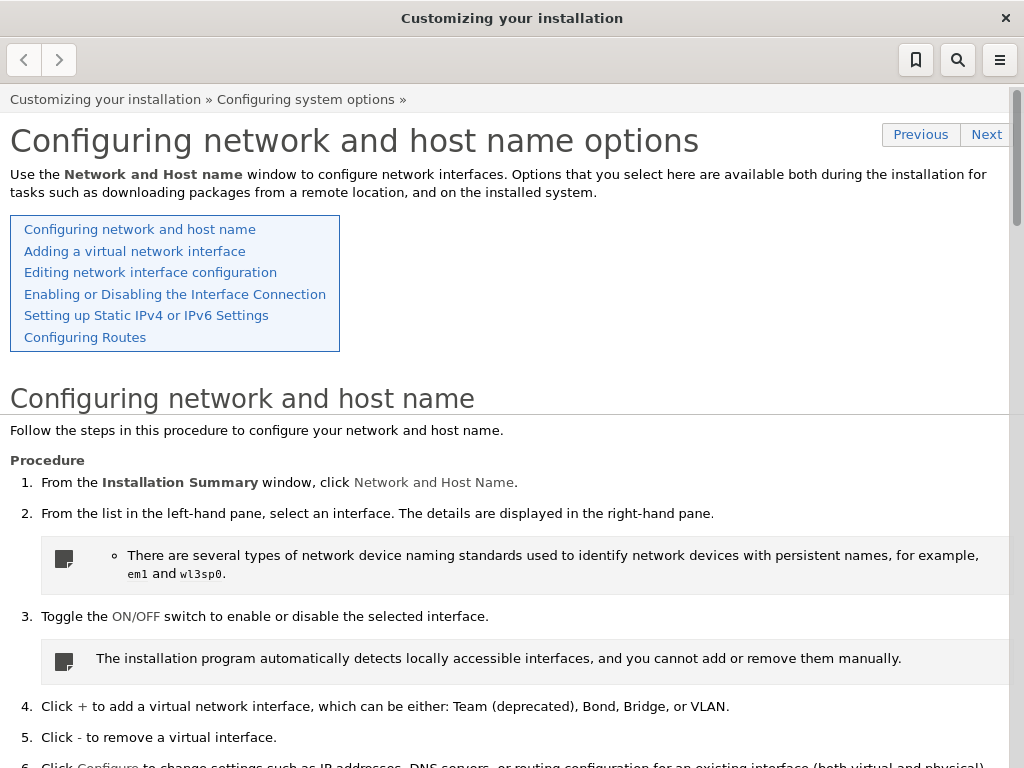 Customizing your installation
Customizing your installation » Configuring system options »
Configuring network and host name options
Previous Next
Use the Network and Host name window to configure network interfaces. Options that you select here are available both during the installation for
tasks such as downloading packages from a remote location, and on the installed system.
Configuring network and host name
Adding a virtual network interface
Editing network interface configuration
Enabling or Disabling the Interface Connection
Setting up Static IPv4 or IPv6 Settings
Configuring Routes
Configuring network and host name
Follow the steps in this procedure to configure your network and host name.
Procedure
1. From the Installation Summary window, click Network and Host Name.
2. From the list in the left-hand pane, select an interface. The details are displayed in the right-hand pane.
There are several types of network device naming standards used to identify network devices with persistent names, for example,
em1 and wl3sp0.
3. Toggle the ON/OFF switch to enable or disable the selected interface.
The installation program automatically detects locally accessible interfaces, and you cannot add or remove them manually.
4. Click + to add a virtual network interface, which can be either: Team (deprecated), Bond, Bridge, or VLAN.
5. Click - to remove a virtual interface.
6. Click Configure to change settings such as IP addresses, DNS servers, or routing configuration for an existing interface (both virtual and physical).